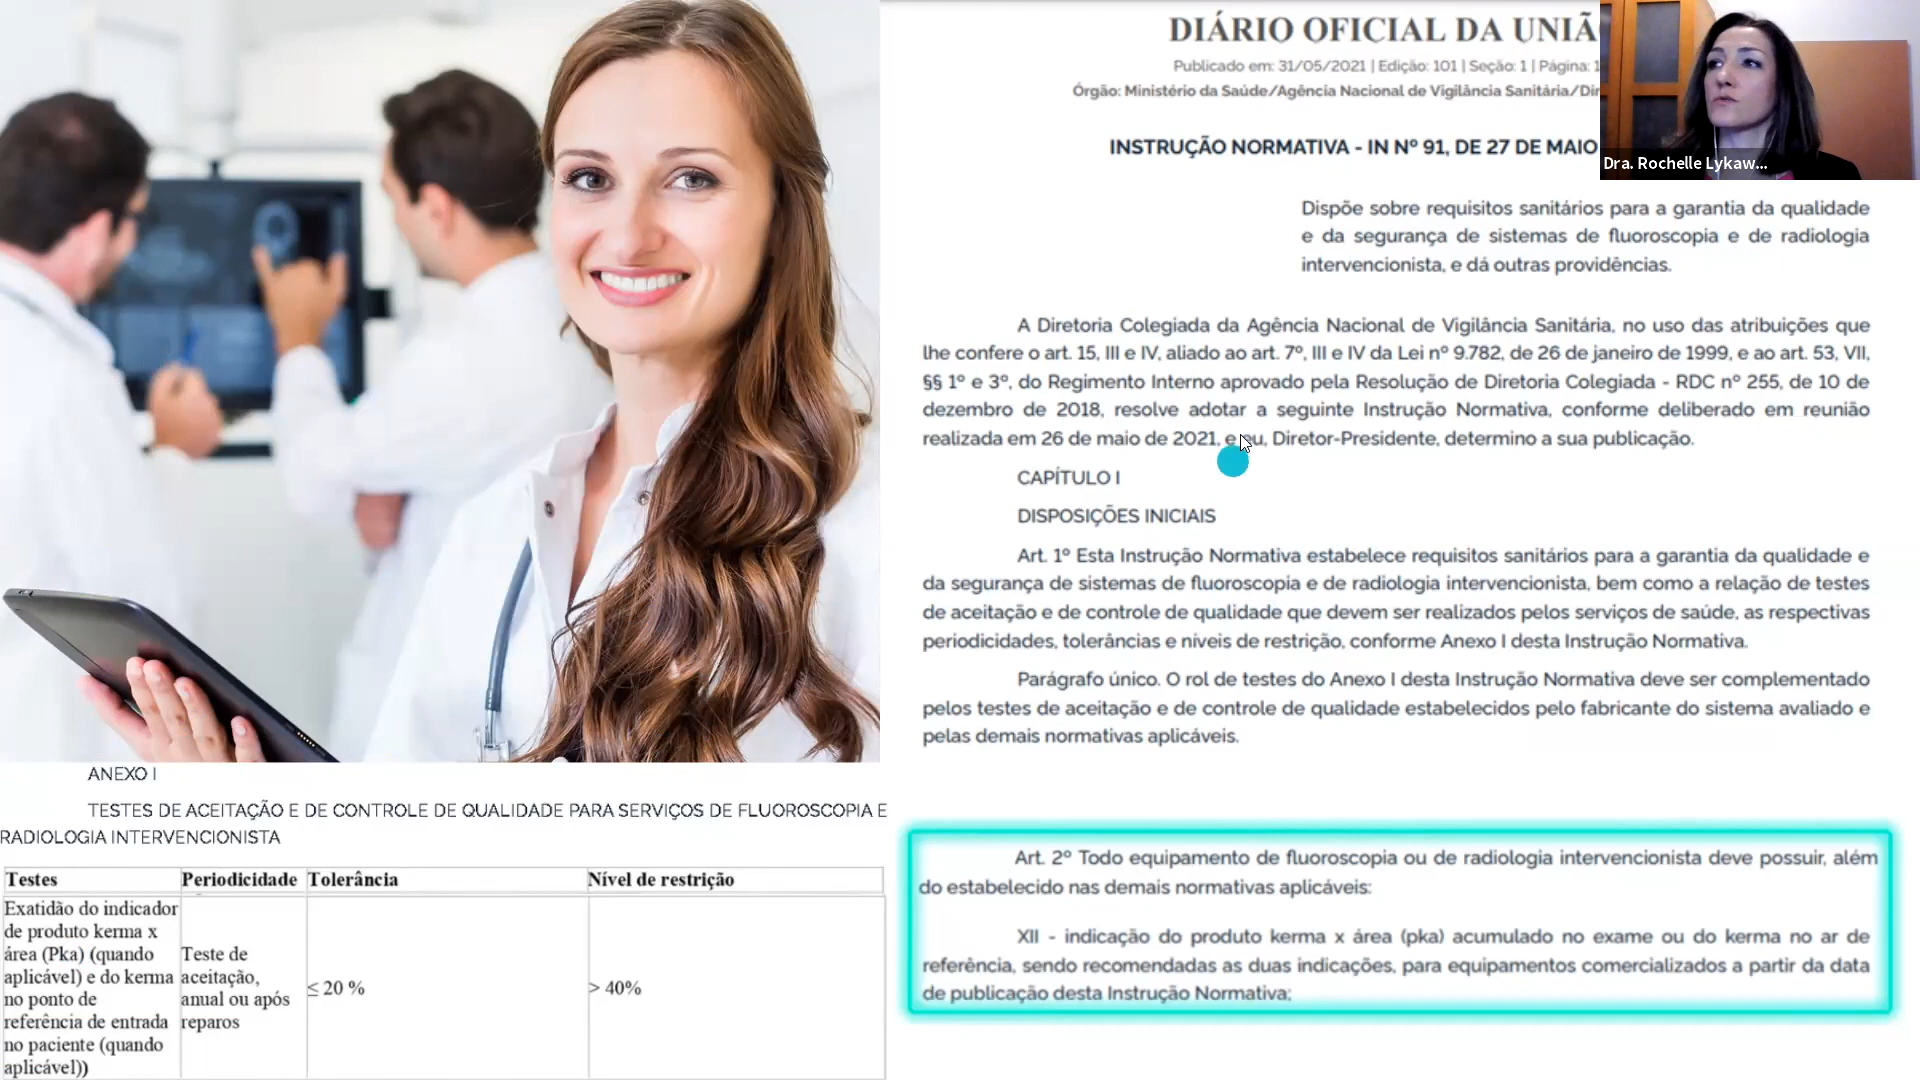 DIÁRIO OFICIAL DA UNIÃ
Publicado em: 31/05/2021 | Edição: 101 | Seção: 1 | Página: 1
Órgão: Ministério da Saúde/Agência Nacional de Vigilância Sanitária/Dir
INSTRUÇÃO NORMATIVA - IN Nº 91, DE 27 DE MAIO
Dra. Rochelle Lykaw...
Dispõe sobre requisitos sanitários para a garantia da qualidade
e da segurança de sistemas de fluoroscopia e de radiologia
intervencionista, e dá outras providências.
A Diretoria Colegiada da Agência Nacional de Vigilância Sanitária, no uso das atribuições que
lhe confere o art. 15, III e IV, aliado ao art. 7º, III e IV da Lei nº 9.782, de 26 de janeiro de 1999, e ao art. 53, VII,
§§ 1º e 3º, do Regimento Interno aprovado pela Resolução de Diretoria Colegiada - RDC nº 255, de 10 de
dezembro de 2018, resolve adotar a seguinte Instrução Normativa, conforme deliberado em reunião
realizada em 26 de maio de 2021, e eu, Diretor-Presidente, determino a sua publicação.
CAPÍTULO I
DISPOSIÇÕES INICIAIS
Art. 1º Esta Instrução Normativa estabelece requisitos sanitários para a garantia da qualidade e
da segurança de sistemas de fluoroscopia e de radiologia intervencionista, bem como a relação de testes
de aceitação e de controle de qualidade que devem ser realizados pelos serviços de saúde, as respectivas
periodicidades, tolerâncias e níveis de restrição, conforme Anexo I desta Instrução Normativa.
Parágrafo único. O rol de testes do Anexo I desta Instrução Normativa deve ser complementado
pelos testes de aceitação e de controle de qualidade estabelecidos pelo fabricante do sistema avaliado e
pelas demais normativas aplicáveis.
Art. 2º Todo equipamento de fluoroscopia ou de radiologia intervencionista deve possuir, além
do estabelecido nas demais normativas aplicáveis:
XII - indicação do produto kerma x área (pka) acumulado no exame ou do kerma no ar de
referência, sendo recomendadas as duas indicações, para equipamentos comercializados a partir da data
de publicação desta Instrução Normativa;
ANEXO I
TESTES DE ACEITAÇÃO E DE CONTROLE DE QUALIDADE PARA SERVIÇOS DE FLUOROSCOPIA E
RADIOLOGIA INTERVENCIONISTA
Testes Periodicidade Tolerância Nível de restrição
Exatidão do indicador
de produto kerma x
área (Pka) (quando
aplicável) e do kerma
no ponto de
referência de entrada
no paciente (quando
aplicável))
Teste de
aceitação,
anual ou após
reparos
≤ 20 %
> 40%